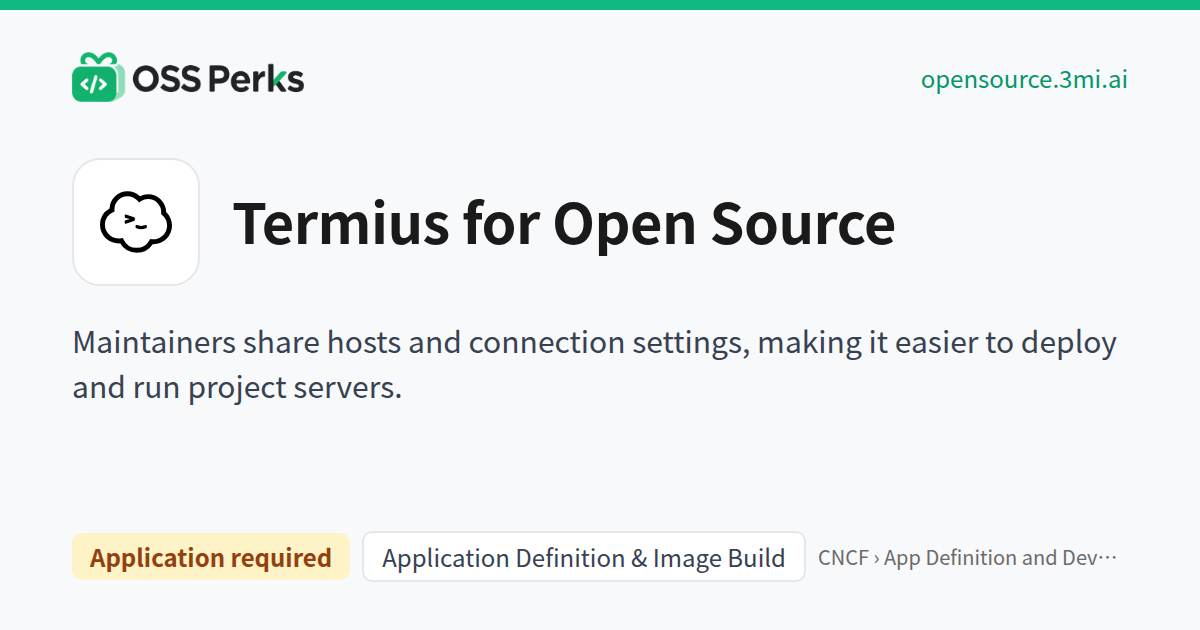 OSS Perks
opensource.3mi.ai
Termius for Open Source
Maintainers share hosts and connection settings, making it easier to deploy
and run project servers.
Application required
Application Definition & Image Build
CNCF › App Definition and Dev···